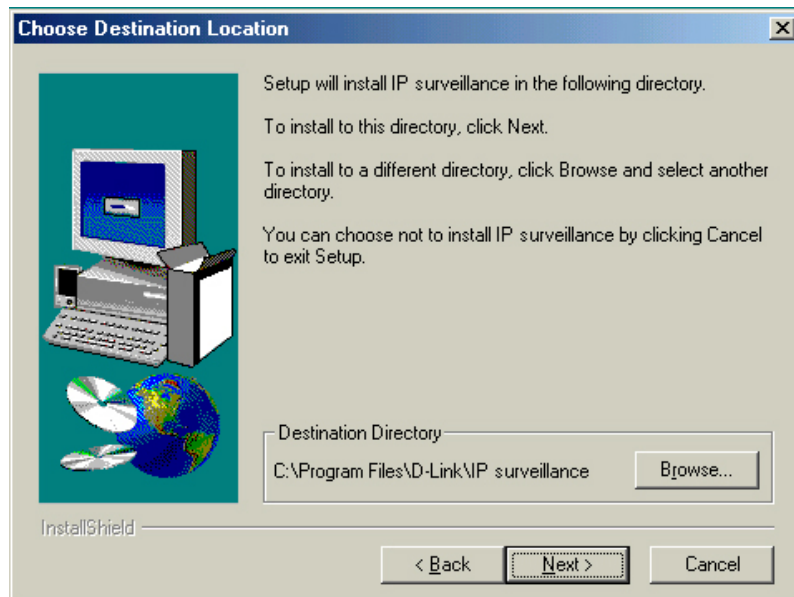 Choose Destination Location
Setup will install IP surveillance in the following directory.
To install to this directory, click Next.
To install to a different directory, click Browse and select another
directory.
You can choose not to install IP surveillance by clicking Cancel
to exit Setup.
Destination Directory
C:\Program Files\D-Link\IP surveillance
Browse...
InstallShield
< Back
Next >
Cancel